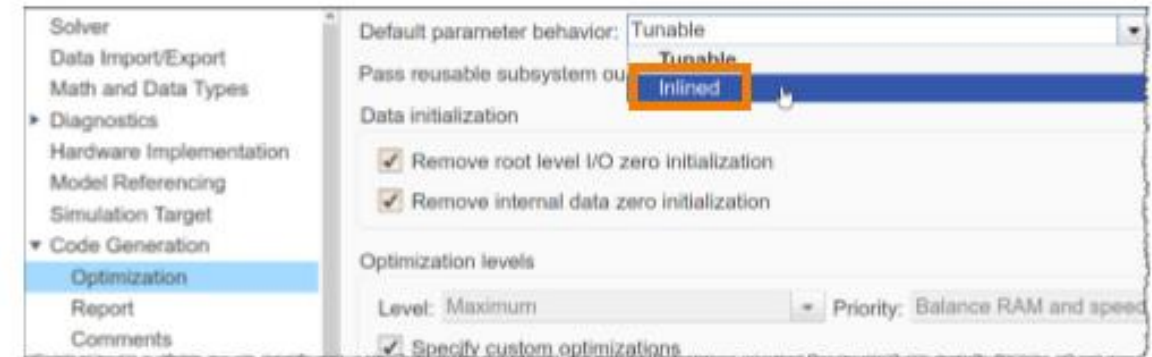 Solver
Data Import/Export
Math and Data Types
Diagnostics
Hardware Implementation
Model Referencing
Simulation Target
Code Generation
Optimization
Report
Comments
Default parameter behavior: Tunable
Tunable
Pass reusable subsystem ou
Inlined
Data initialization
Remove root level I/O zero initialization
Remove internal data zero initialization
Optimization levels
Level: Maximum Priority: Balance RAM and speed
Specify custom optimizations